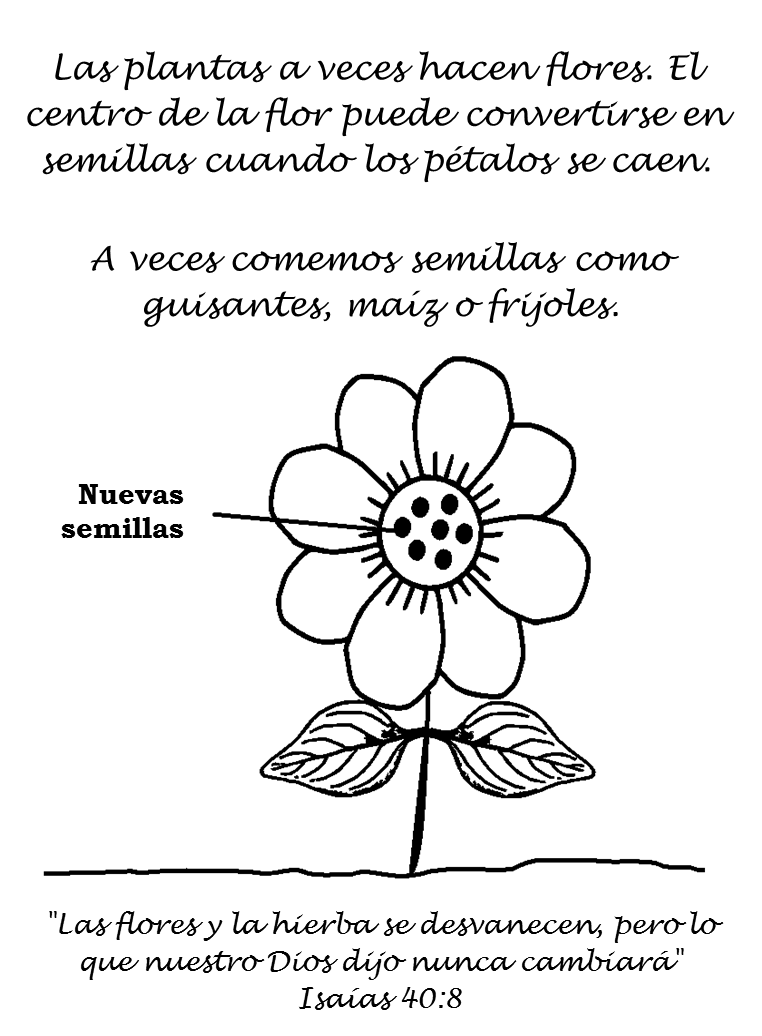 Las plantas a veces hacen flores. El
centro de la flor puede convertirse en
semillas cuando los pétalos se caen.
A veces comemos semillas como
guisantes, maíz o frijoles.
Nuevas
semillas
"Las flores y la hierba se desvanecen, pero lo
que nuestro Dios dijo nunca cambiará"
Isaías 40:8